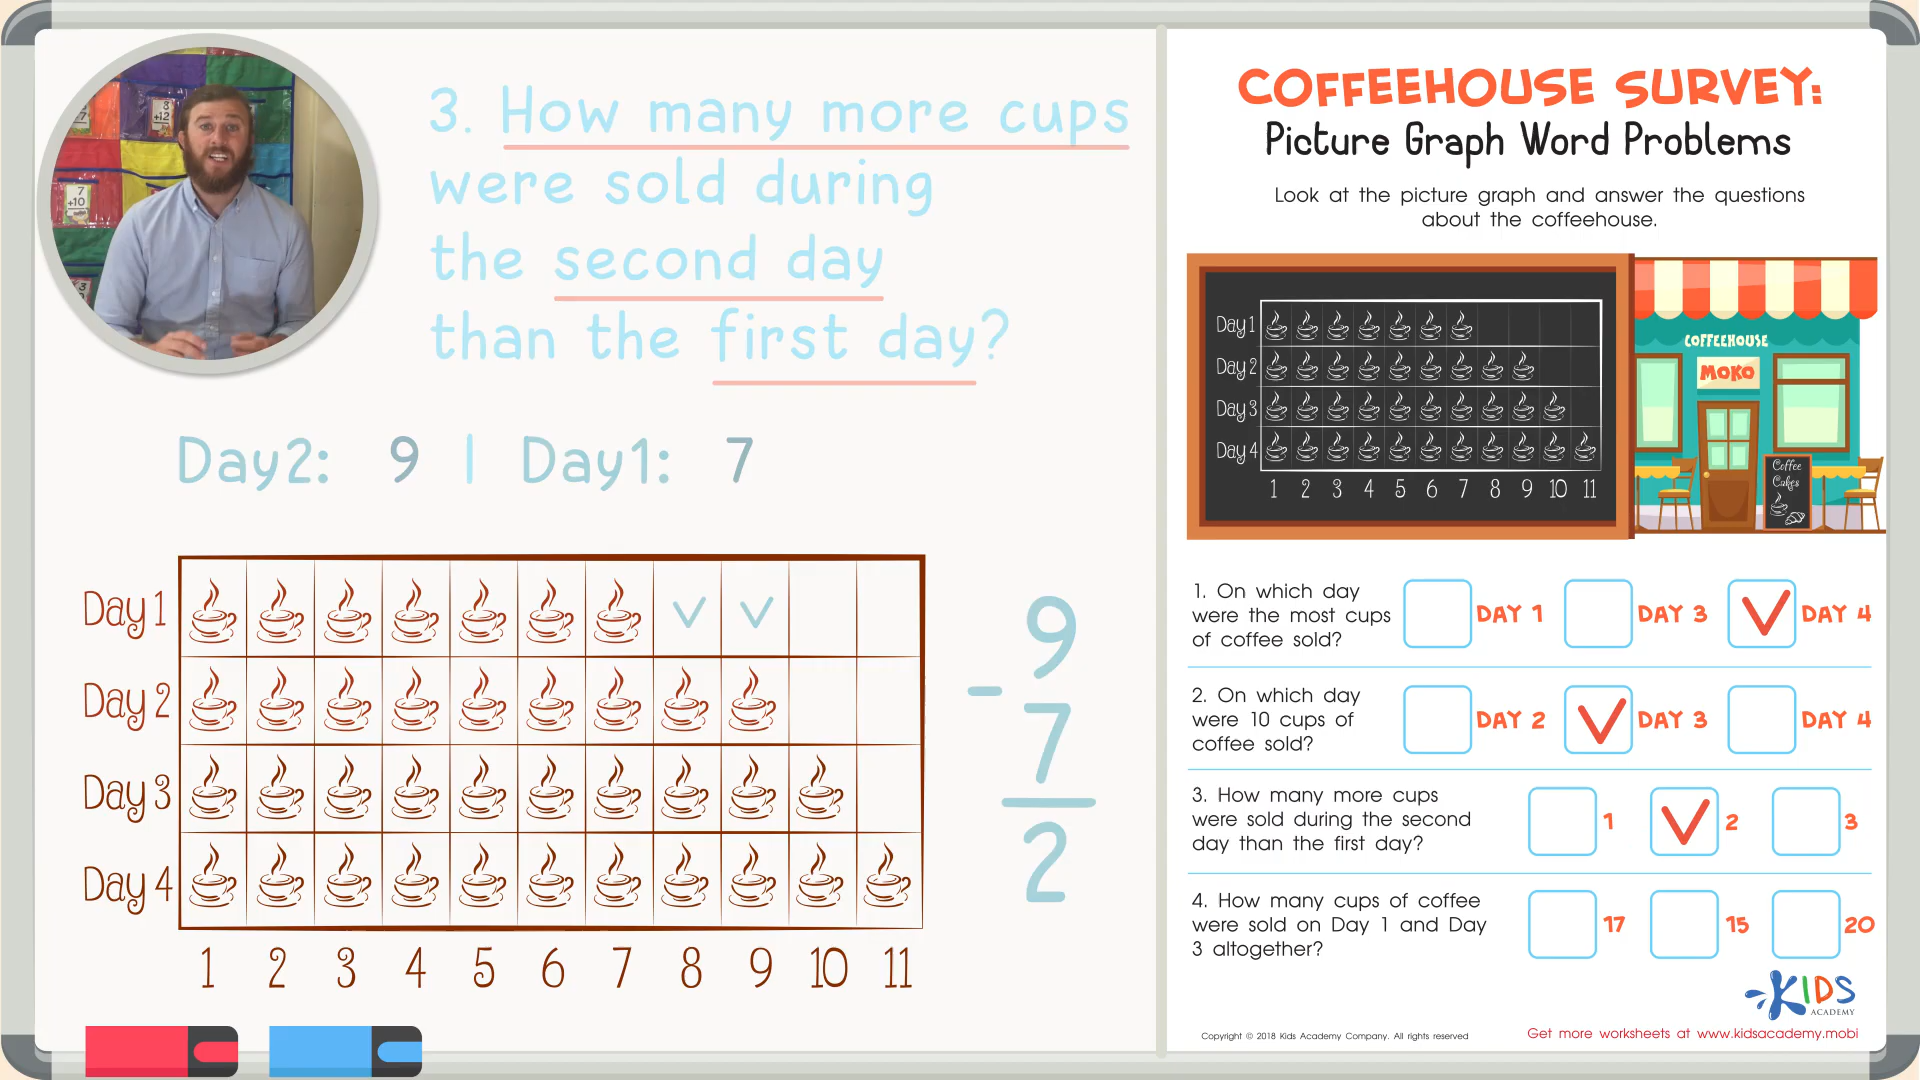 3. How many more cups
were sold during
the second day
than the first day?
Day2: 9 | Day1: 7
Day 1
Day 2
Day 3
Day 4
1 2 3 4 5 6 7 8 9 10 11
9
- 7
2
7
+10
COFFEEHOUSE SURVEY:
Picture Graph Word Problems
Look at the picture graph and answer the questions
about the coffeehouse.
Day 1
Day 2
Day 3
Day 4
1 2 3 4 5 6 7 8 9 10 11
COFFEEHOUSE
MOKO
Coffee
Cakes
1. On which day
were the most cups
of coffee sold?
DAY 1 DAY 3 DAY 4
2. On which day
were 10 cups of
coffee sold?
DAY 2 DAY 3 DAY 4
3. How many more cups
were sold during the second
day than the first day?
1 2 3
4. How many cups of coffee
were sold on Day 1 and Day
3 altogether?
17 15 20
KIDS
ACADEMY
Copyright © 2018 Kids Academy Company. All rights reserved
Get more worksheets at www.kidsacademy.mobi